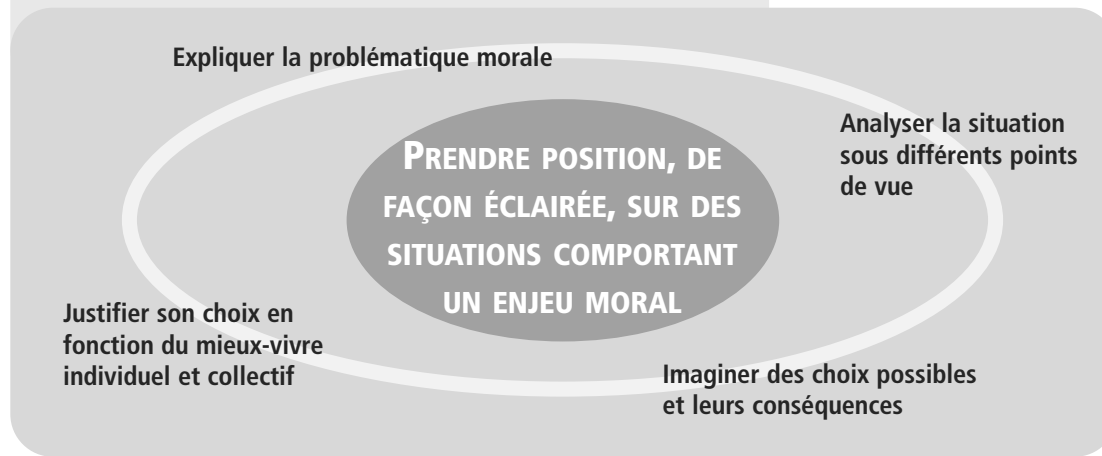 Expliquer la problématique morale
Analyser la situation
sous différents points
de vue
PRENDRE POSITION, DE
FAÇON ÉCLAIRÉE, SUR DES
SITUATIONS COMPORTANT
UN ENJEU MORAL
Justifier son choix en
fonction du mieux-vivre
individuel et collectif
Imaginer des choix possibles
et leurs conséquences